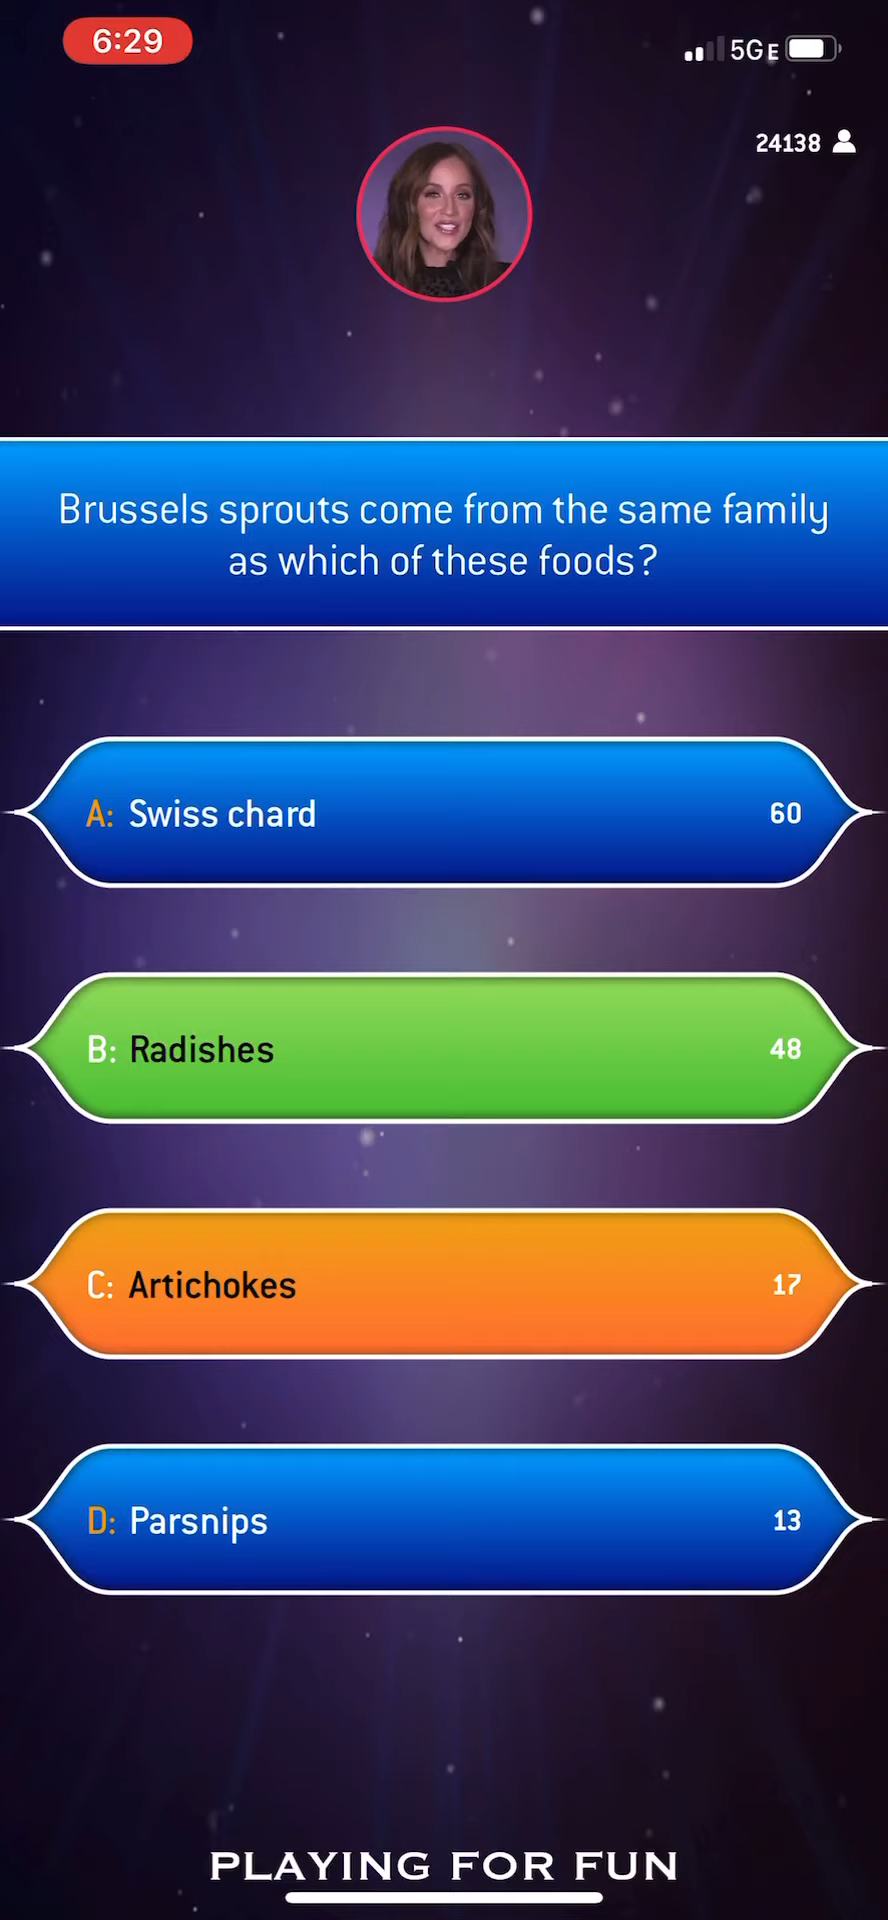 6:29
5GE
24138
Brussels sprouts come from the same family
as which of these foods?
A: Swiss chard 60
B: Radishes 48
C: Artichokes 17
D: Parsnips 13
PLAYING FOR FUN